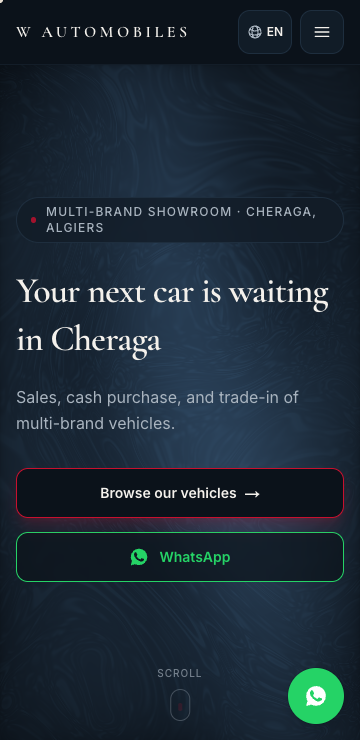 W AUTOMOBILES
EN
MULTI-BRAND SHOWROOM · CHERAGA,
ALGIERS
Your next car is waiting
in Cheraga
Sales, cash purchase, and trade-in of
multi-brand vehicles.
Browse our vehicles →
WhatsApp
SCROLL